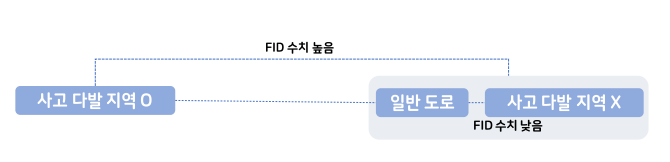 FID 수치 높음
사고 다발 지역 O
일반 도로
사고 다발 지역 X
FID 수치 낮음